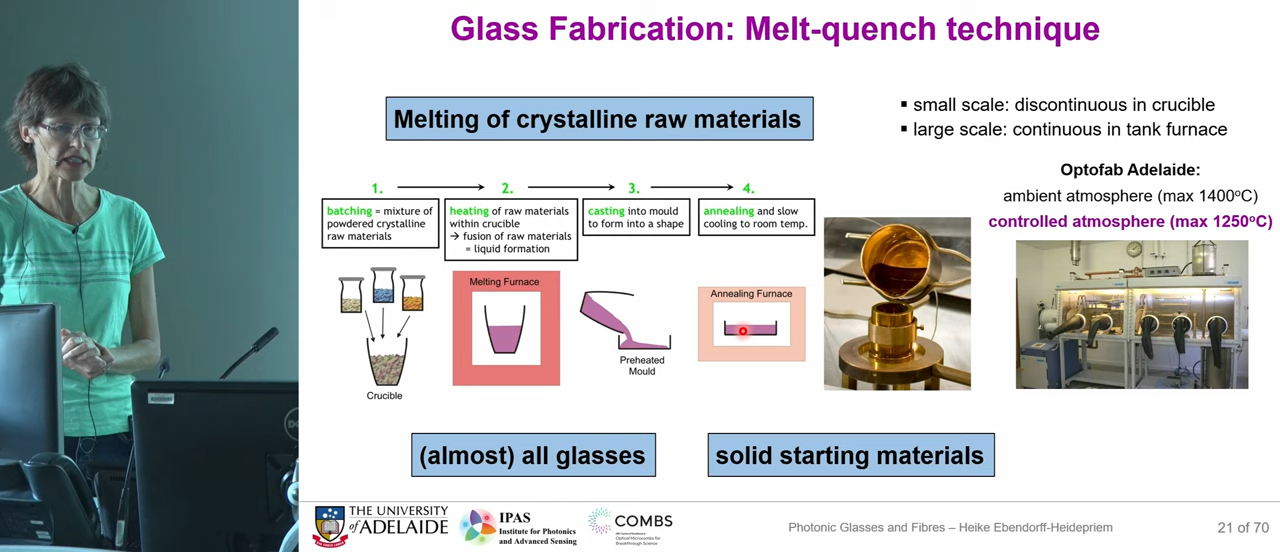 Glass Fabrication: Melt-quench technique
Melting of crystalline raw materials
▪ small scale: discontinuous in crucible
▪ large scale: continuous in tank furnace
Optofab Adelaide:
ambient atmosphere (max 1400°C)
controlled atmosphere (max 1250°C)
1.
2.
3.
4.
batching = mixture of
powdered crystalline
raw materials
heating of raw materials
within crucible
→ fusion of raw materials
= liquid formation
casting into mould
to form into a shape
annealing and slow
cooling to room temp.
Melting Furnace
Annealing Furnace
Preheated
Mould
Crucible
(almost) all glasses
solid starting materials
THE UNIVERSITY
of ADELAIDE
IPAS
Institute for Photonics
and Advanced Sensing
COMBS
Photonic Glasses and Fibres – Heike Ebendorff-Heidepriem
21 of 70